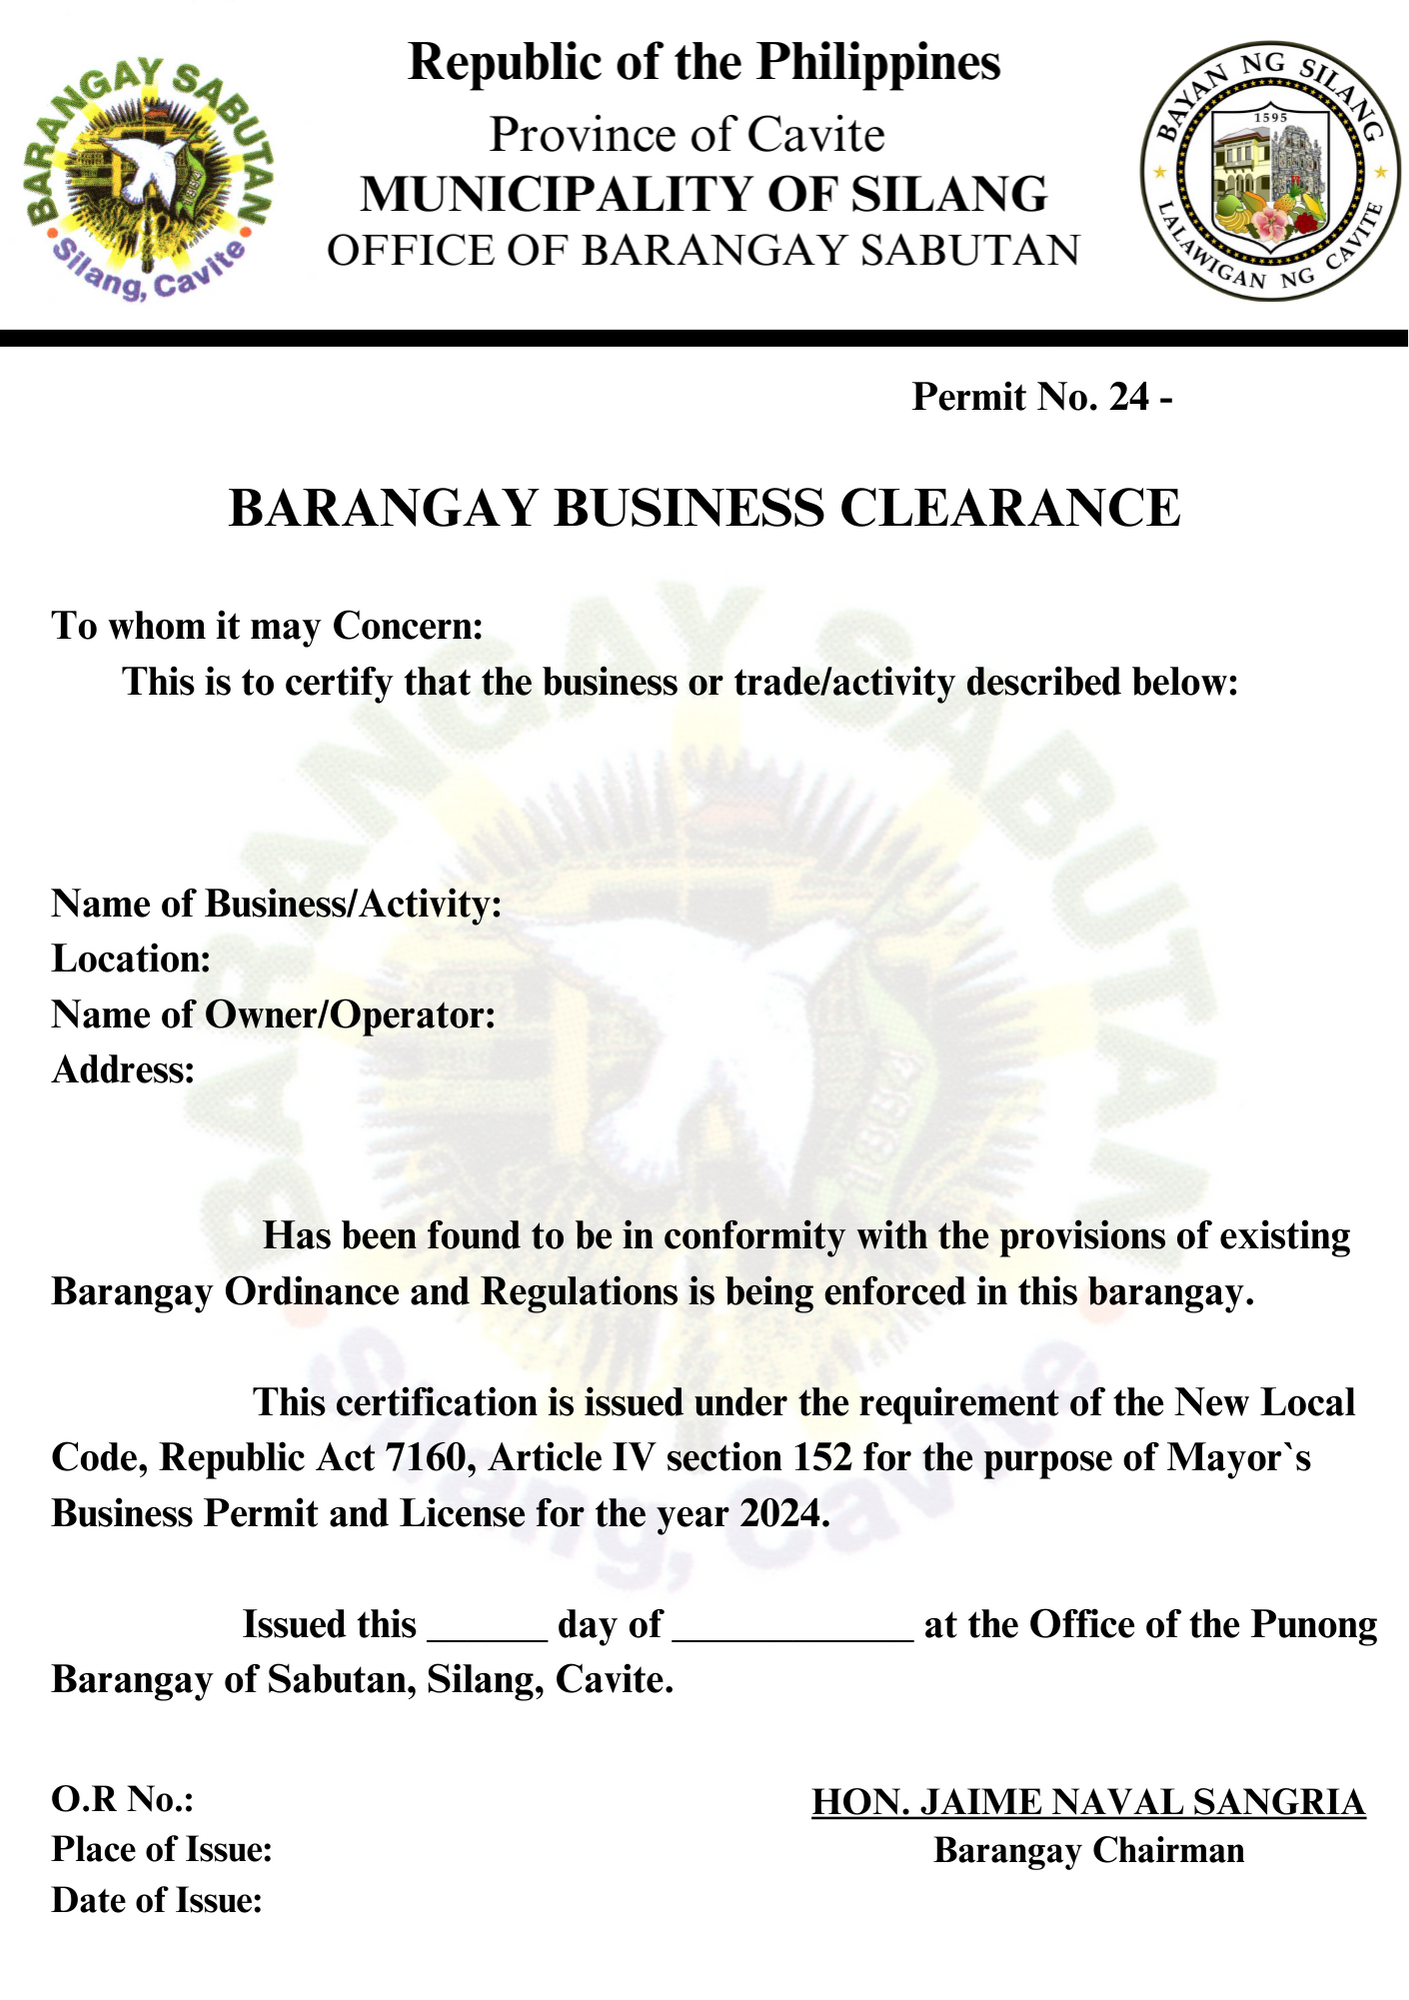 BARANGAY SABUTAN
Silang, Cavite
Republic of the Philippines
Province of Cavite
MUNICIPALITY OF SILANG
OFFICE OF BARANGAY SABUTAN
BAYAN NG SILANG
1595
LALAWIGAN NG CAVITE
Permit No. 24 -
BARANGAY BUSINESS CLEARANCE
To whom it may Concern:
This is to certify that the business or trade/activity described below:
Name of Business/Activity:
Location:
Name of Owner/Operator:
Address:
Has been found to be in conformity with the provisions of existing
Barangay Ordinance and Regulations is being enforced in this barangay.
This certification is issued under the requirement of the New Local
Code, Republic Act 7160, Article IV section 152 for the purpose of Mayor`s
Business Permit and License for the year 2024.
Issued this ______ day of ____________ at the Office of the Punong
Barangay of Sabutan, Silang, Cavite.
O.R No.:
Place of Issue:
Date of Issue:
HON. JAIME NAVAL SANGRIA
Barangay Chairman
BARANGAY SABUTAN
1994
Silang, Cavite